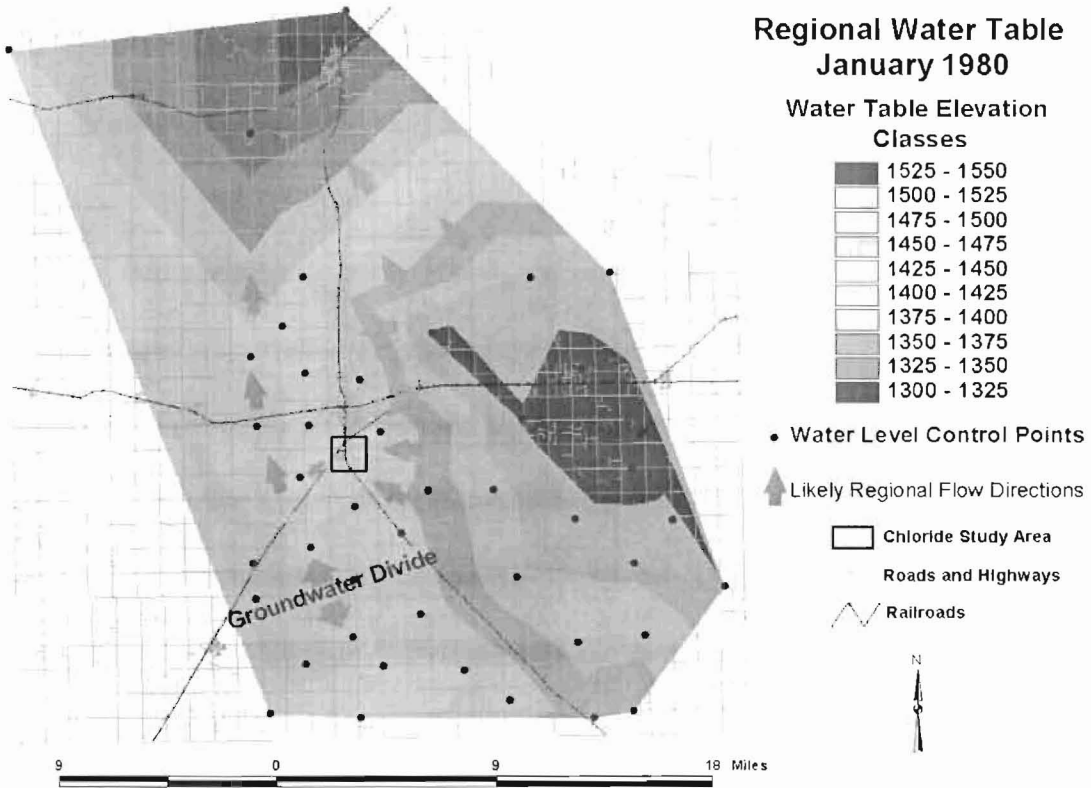 Regional Water Table
January 1980
Water Table Elevation
Classes
1525 - 1550
1500 - 1525
1475 - 1500
1450 - 1475
1425 - 1450
1400 - 1425
1375 - 1400
1350 - 1375
1325 - 1350
1300 - 1325
Water Level Control Points
Likely Regional Flow Directions
Chloride Study Area
Roads and Highways
Railroads
N
Groundwater Divide
9 0 9 18 Miles